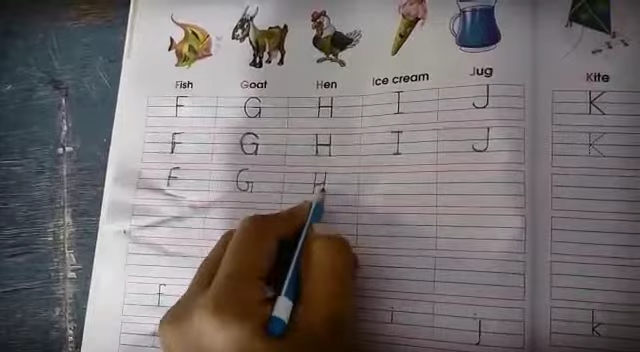 Fish Goat Hen Ice cream Jug Kite
F G H I J K
F G H I J K
F G H
f i j k